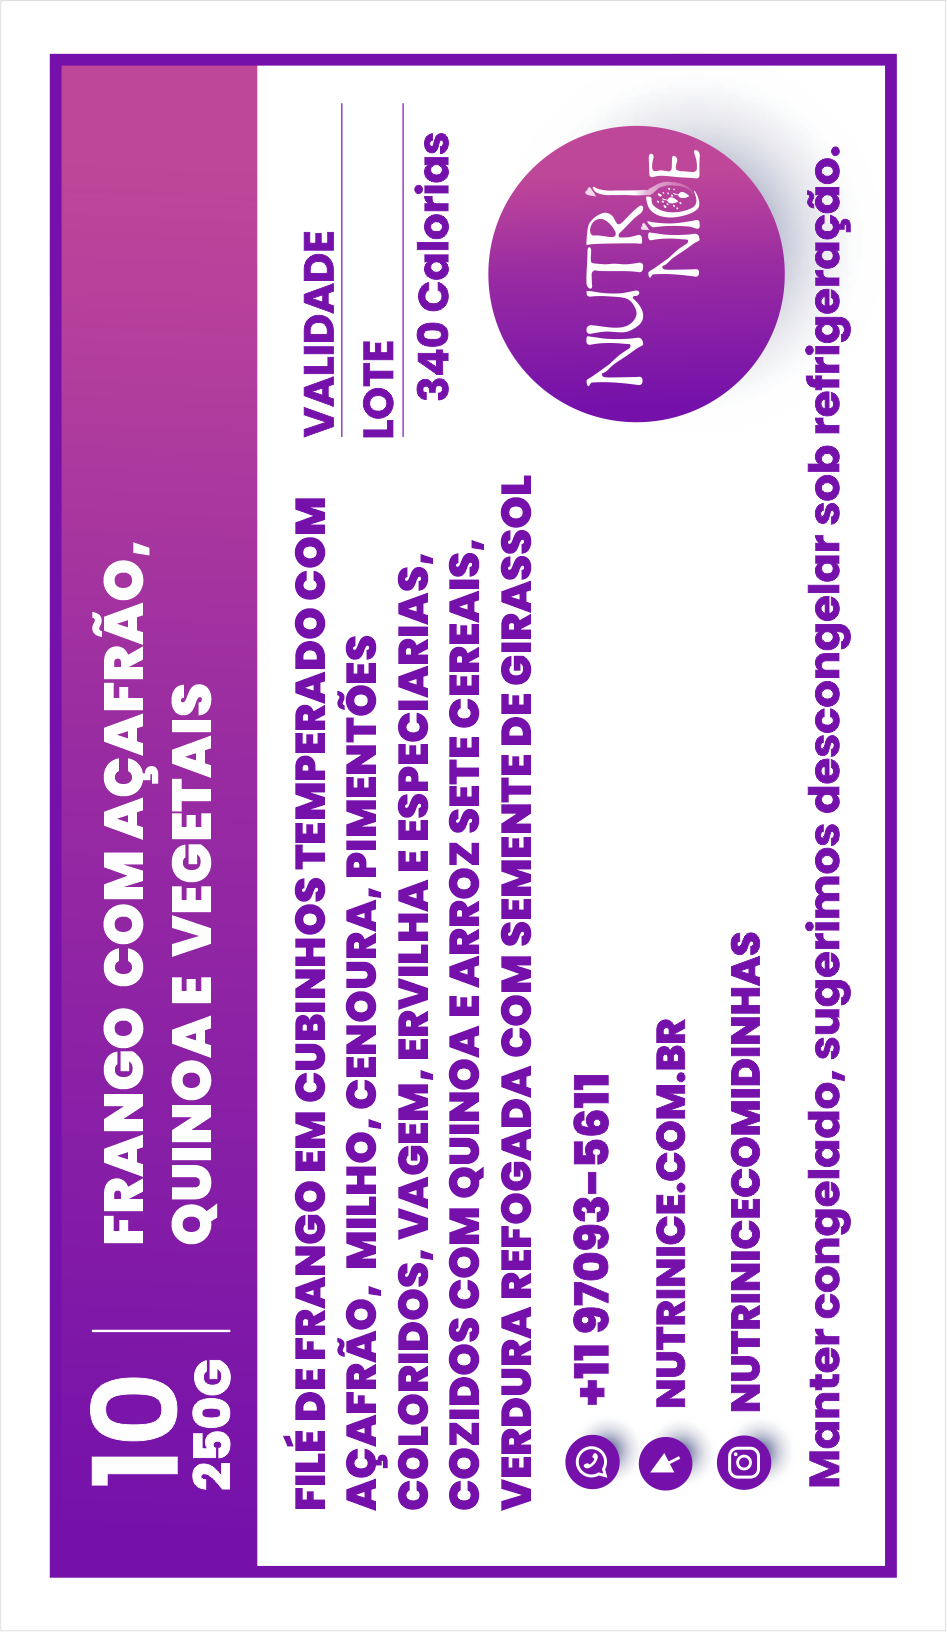 10
250G
FRANGO COM AÇAFRÃO,
QUINOA E VEGETAIS
FILÉ DE FRANGO EM CUBINHOS TEMPERADO COM
AÇAFRÃO, MILHO, CENOURA, PIMENTÕES
COLORIDOS, VAGEM, ERVILHA E ESPECIARIAS,
COZIDOS COM QUINOA E ARROZ SETE CEREAIS,
VERDURA REFOGADA COM SEMENTE DE GIRASSOL
VALIDADE
LOTE
340 Calorias
+11 97093-5611
NUTRINICE.COM.BR
NUTRINICECOMIDINHAS
NUTRÍ
NICE
Manter congelado, sugerimos descongelar sob refrigeração.